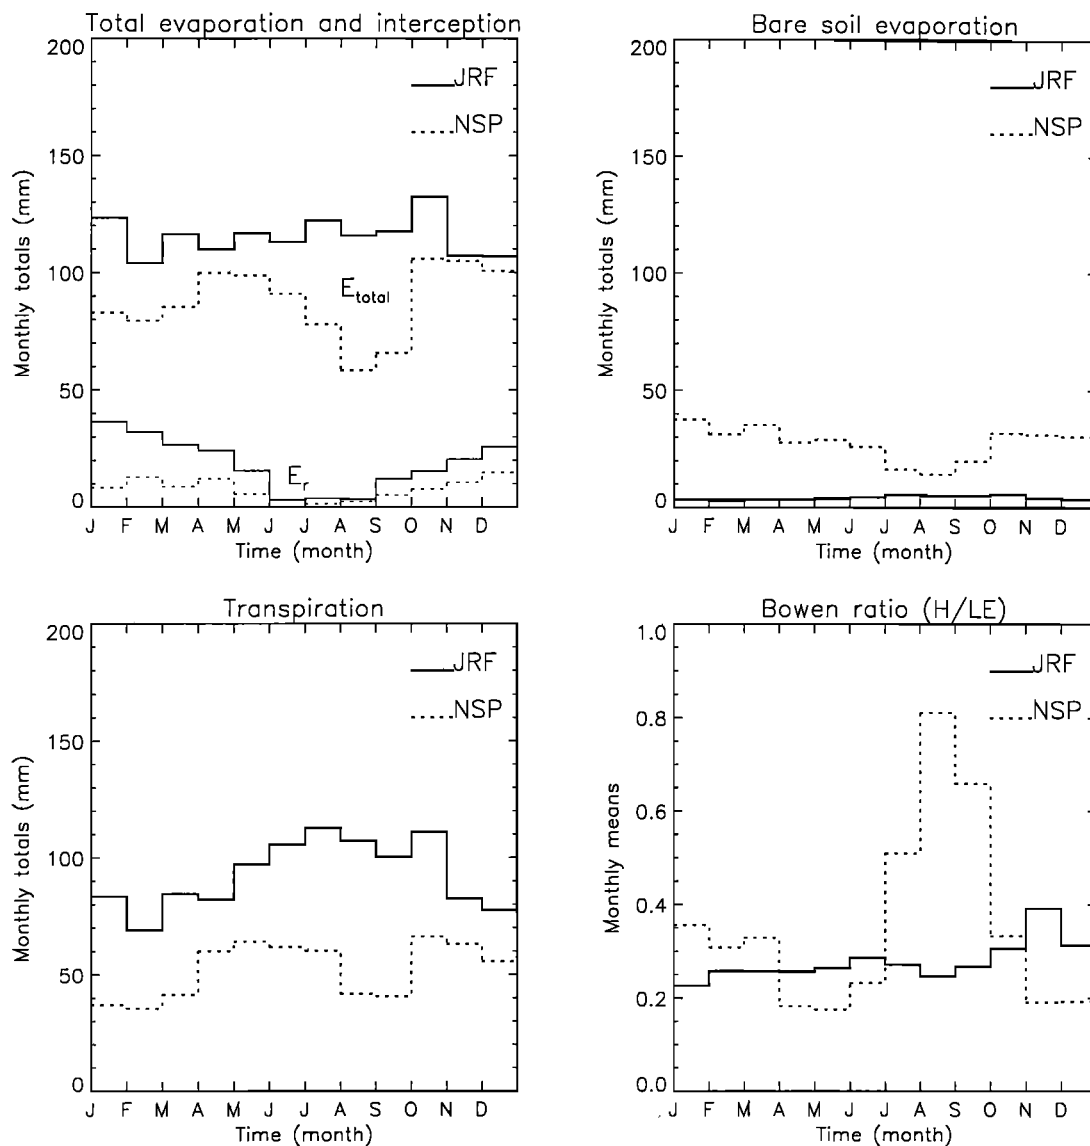 Total evaporation and interception
200
150
100
50
0
Monthly totals (mm)
JRF
NSP
E_total
E_r
J F M A M J J A S O N D
Time (month)
Bare soil evaporation
200
150
100
50
0
Monthly totals (mm)
JRF
NSP
J F M A M J J A S O N D
Time (month)
Transpiration
200
150
100
50
0
Monthly totals (mm)
JRF
NSP
J F M A M J J A S O N D
Time (month)
Bowen ratio (H/LE)
1.0
0.8
0.6
0.4
0.2
0.0
Monthly means
JRF
NSP
J F M A M J J A S O N D
Time (month)